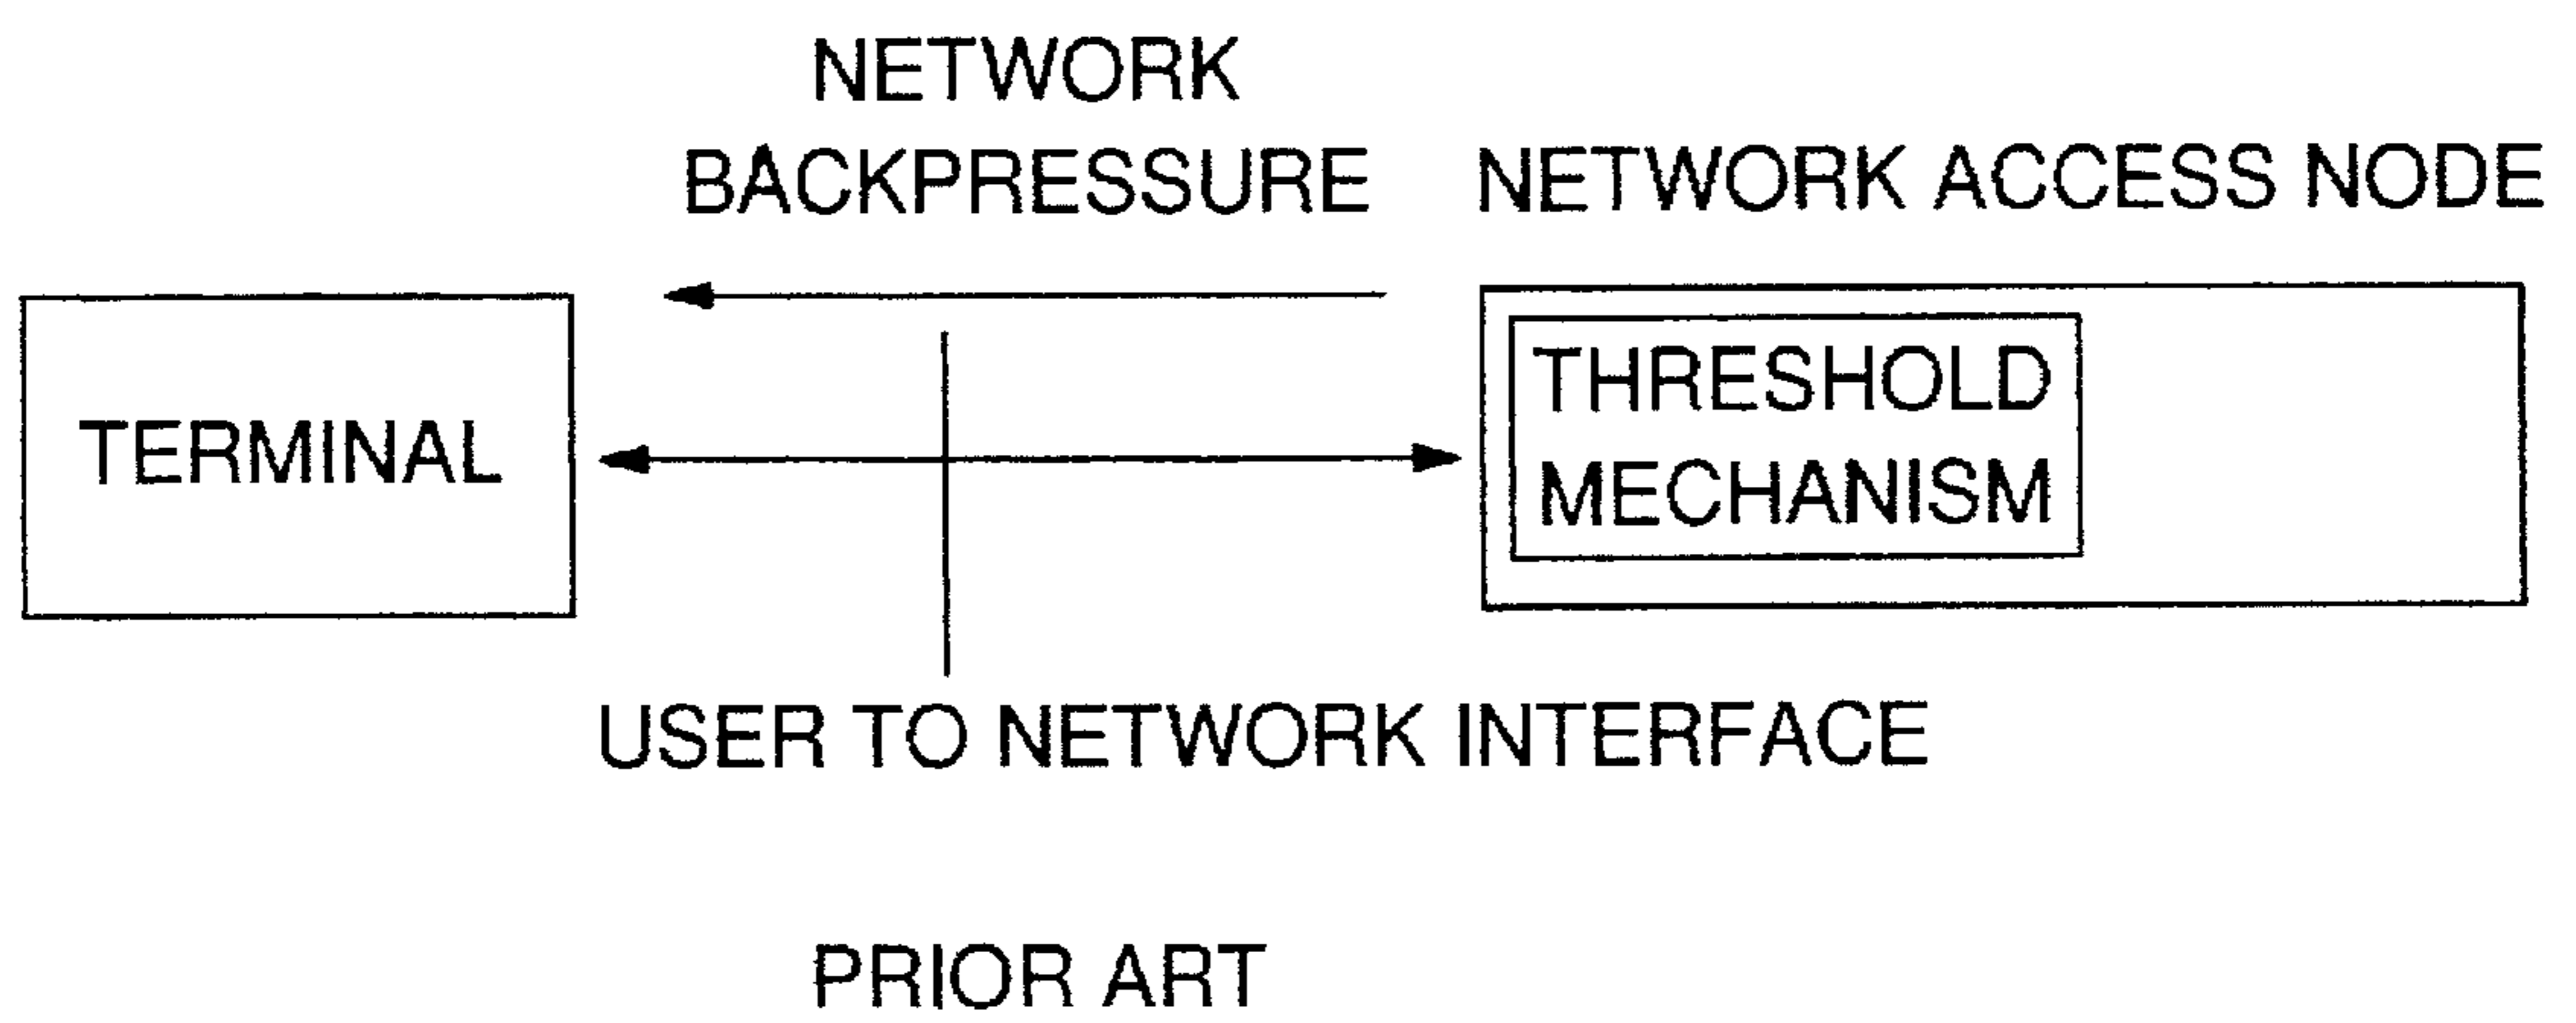 NETWORK
BACKPRESSURE
NETWORK ACCESS NODE
TERMINAL
THRESHOLD
MECHANISM
USER TO NETWORK INTERFACE
PRIOR ART